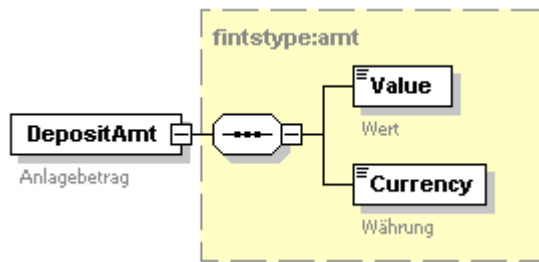 fintstype:amt
Value
Wert
DepositAmt
Anlagebetrag
Currency
Währung